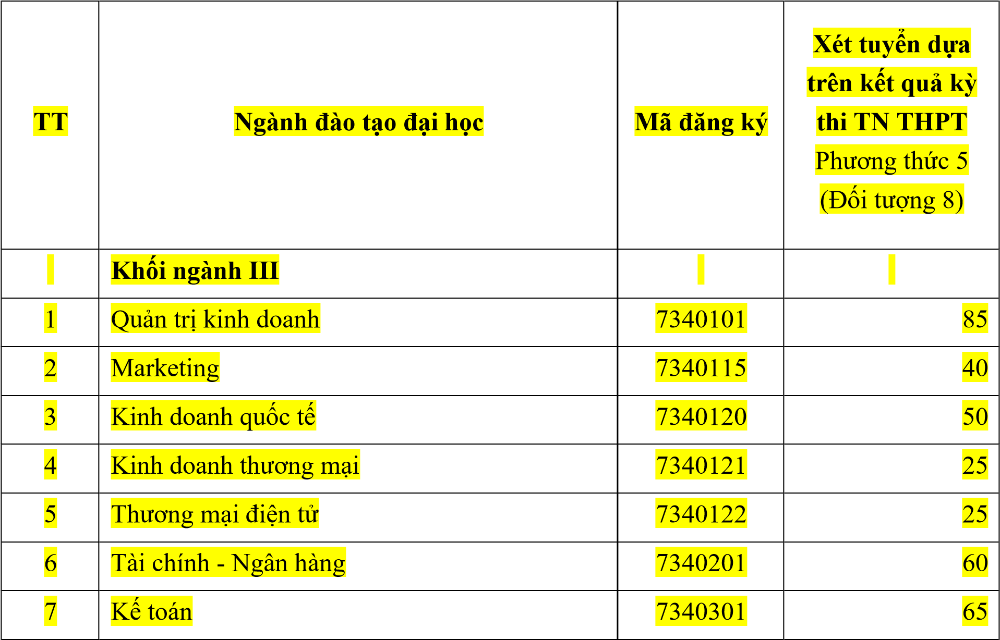 TT
Ngành đào tạo đại học
Mã đăng ký
Xét tuyển dựa
trên kết quả kỳ
thi TN THPT
Phương thức 5
(Đối tượng 8)
Khối ngành III
1 Quản trị kinh doanh 7340101 85
2 Marketing 7340115 40
3 Kinh doanh quốc tế 7340120 50
4 Kinh doanh thương mại 7340121 25
5 Thương mại điện tử 7340122 25
6 Tài chính - Ngân hàng 7340201 60
7 Kế toán 7340301 65